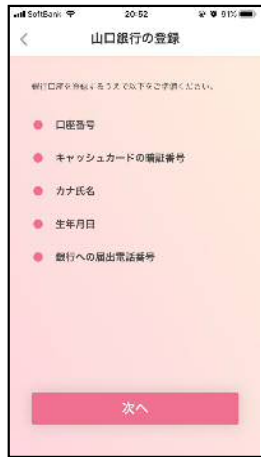 SoftBank 20:52 91%
山口銀行の登録
銀行口座を登録するうえで以下をご準備ください。
口座番号
キャッシュカードの暗証番号
カナ氏名
生年月日
銀行への届出電話番号
次へ